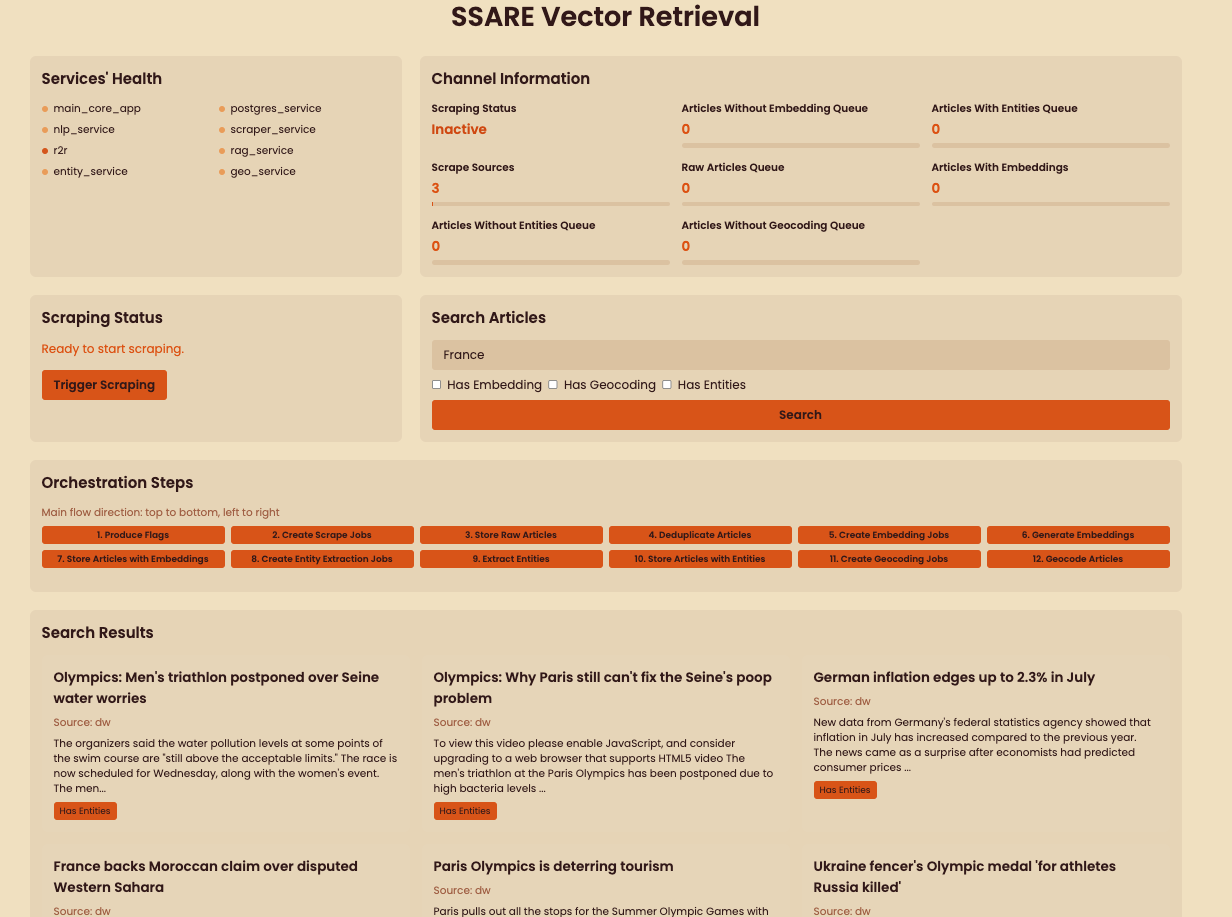 SSARE Vector Retrieval
Services' Health
main_core_app
postgres_service
nlp_service
scraper_service
r2r
rag_service
entity_service
geo_service
Channel Information
Scraping Status
Inactive
Articles Without Embedding Queue
0
Articles With Entities Queue
0
Scrape Sources
3
Raw Articles Queue
0
Articles With Embeddings
0
Articles Without Entities Queue
0
Articles Without Geocoding Queue
0
Scraping Status
Ready to start scraping.
Trigger Scraping
Search Articles
France
Has Embedding Has Geocoding Has Entities
Search
Orchestration Steps
Main flow direction: top to bottom, left to right
1. Produce Flags
2. Create Scrape Jobs
3. Store Raw Articles
4. Deduplicate Articles
5. Create Embedding Jobs
6. Generate Embeddings
7. Store Articles with Embeddings
8. Create Entity Extraction Jobs
9. Extract Entities
10. Store Articles with Entities
11. Create Geocoding Jobs
12. Geocode Articles
Search Results
Olympics: Men's triathlon postponed over Seine
water worries
Source: dw
The organizers said the water pollution levels at some points of
the swim course are "still above the acceptable limits." The race is
now scheduled for Wednesday, along with the women's event.
The men...
Has Entities
Olympics: Why Paris still can't fix the Seine's poop
problem
Source: dw
To view this video please enable JavaScript, and consider
upgrading to a web browser that supports HTML5 video The
men's triathlon at the Paris Olympics has been postponed due to
high bacteria levels ...
Has Entities
German inflation edges up to 2.3% in July
Source: dw
New data from Germany's federal statistics agency showed that
inflation in July has increased compared to the previous year.
The news came as a surprise after economists had predicted
consumer prices ...
Has Entities
France backs Moroccan claim over disputed
Western Sahara
Source: dw
Paris Olympics is deterring tourism
Source: dw
Paris pulls out all the stops for the Summer Olympic Games with
Ukraine fencer's Olympic medal 'for athletes
Russia killed'
Source: dw